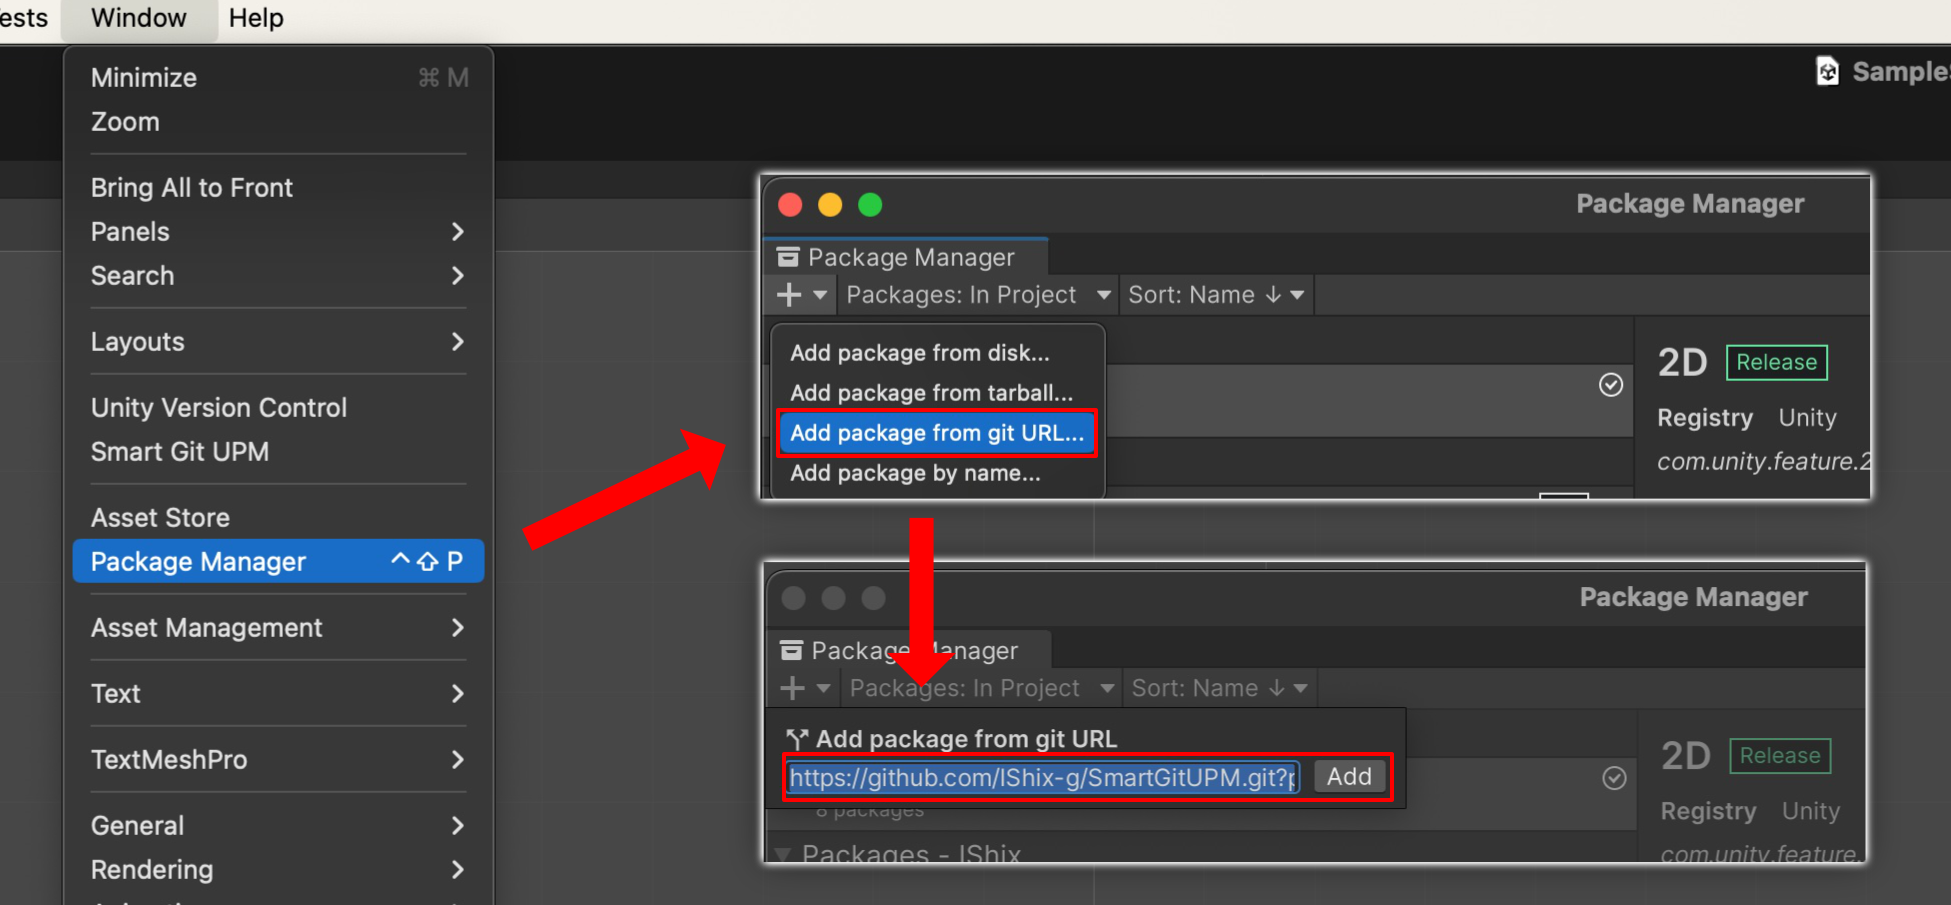 Window
Help
Minimize ⌘ M
Zoom
Bring All to Front
Panels
Search
Layouts
Unity Version Control
Smart Git UPM
Asset Store
Package Manager ^⇧ P
Asset Management
Text
TextMeshPro
General
Rendering
Package Manager
Package Manager
Packages: In Project
Sort: Name ↓
Add package from disk...
Add package from tarball...
Add package from git URL...
Add package by name...
2D Release
Registry Unity
com.unity.feature.2
Package Manager
Package Manager
Packages: In Project
Sort: Name ↓
Add package from git URL
https://github.com/IShix-g/SmartGitUPM.git?p
Add
8 packages
Packages - IShix
2D Release
Registry Unity
com.unity.feature.